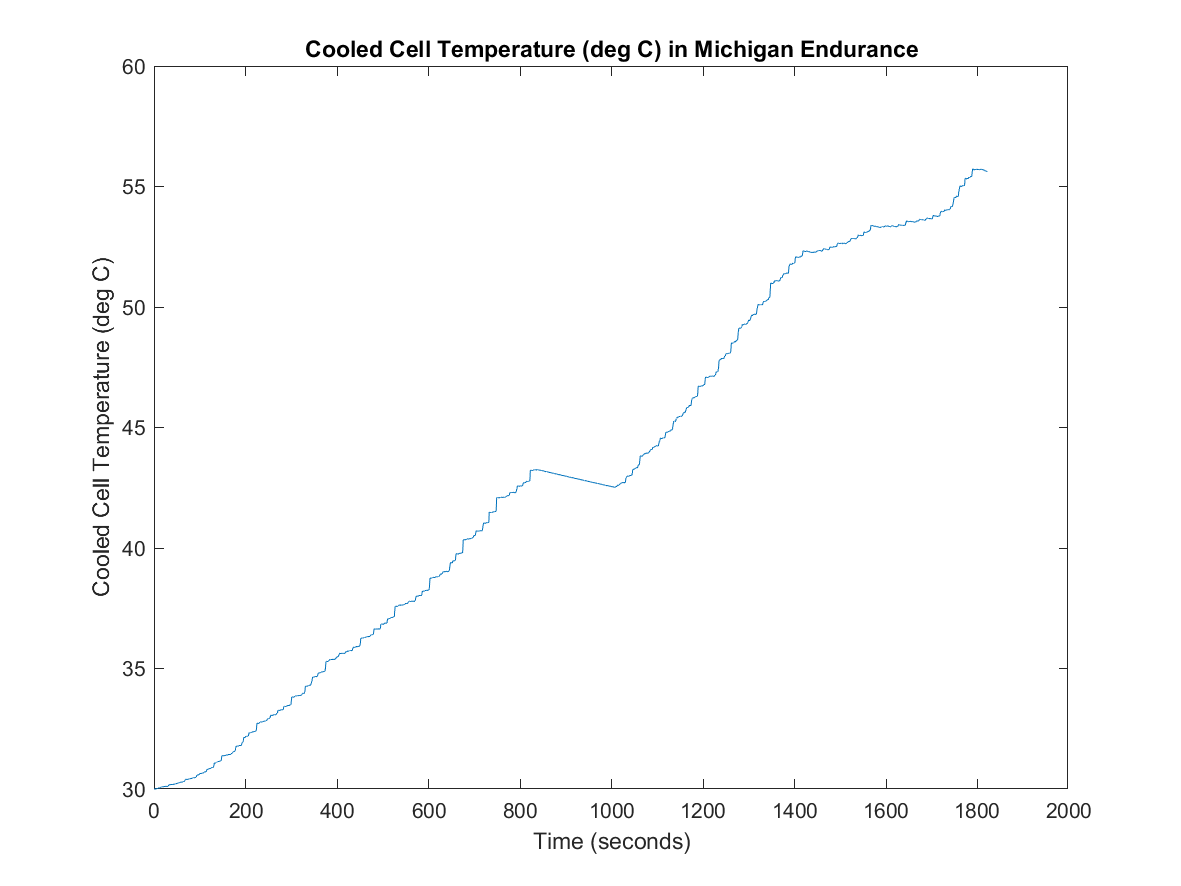 Cooled Cell Temperature (deg C) in Michigan Endurance
60
55
50
45
40
35
30
Cooled Cell Temperature (deg C)
0 200 400 600 800 1000 1200 1400 1600 1800 2000
Time (seconds)